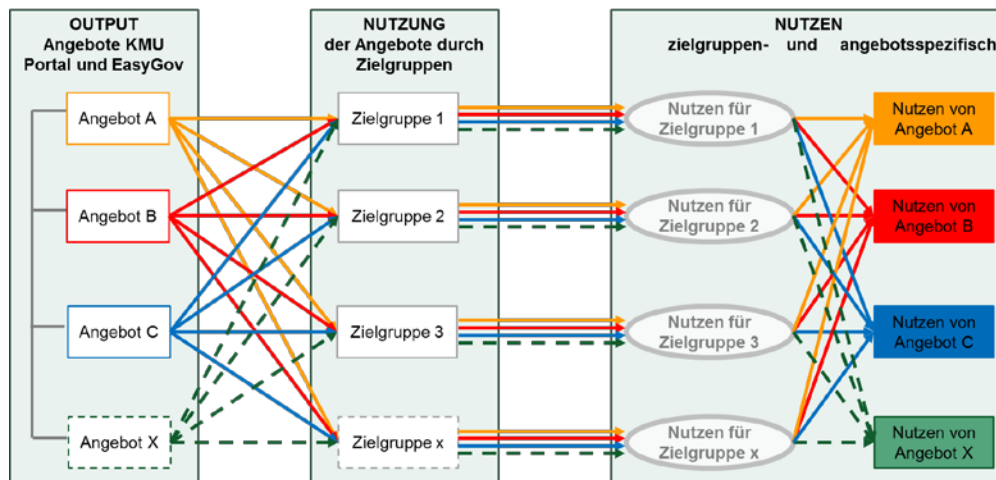 OUTPUT
Angebote KMU
Portal und EasyGov
Angebot A
Angebot B
Angebot C
Angebot X
NUTZUNG
der Angebote durch
Zielgruppen
Zielgruppe 1
Zielgruppe 2
Zielgruppe 3
Zielgruppe x
NUTZEN
zielgruppen- und angebotsspezifisch
Nutzen für
Zielgruppe 1
Nutzen für
Zielgruppe 2
Nutzen für
Zielgruppe 3
Nutzen für
Zielgruppe x
Nutzen von
Angebot A
Nutzen von
Angebot B
Nutzen von
Angebot C
Nutzen von
Angebot X